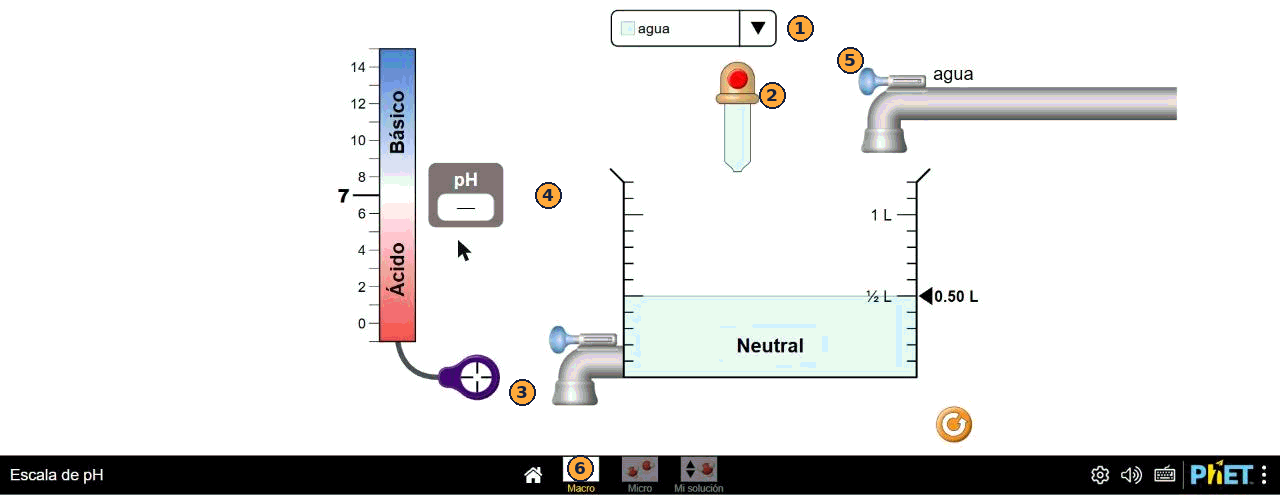 agua
1
2
5
agua
14
12
10
8
7
6
4
2
0
Básico
Ácido
pH
—
4
1 L
½ L
0.50 L
Neutral
3
Escala de pH
6
Macro
Micro
Mi solución
PhET